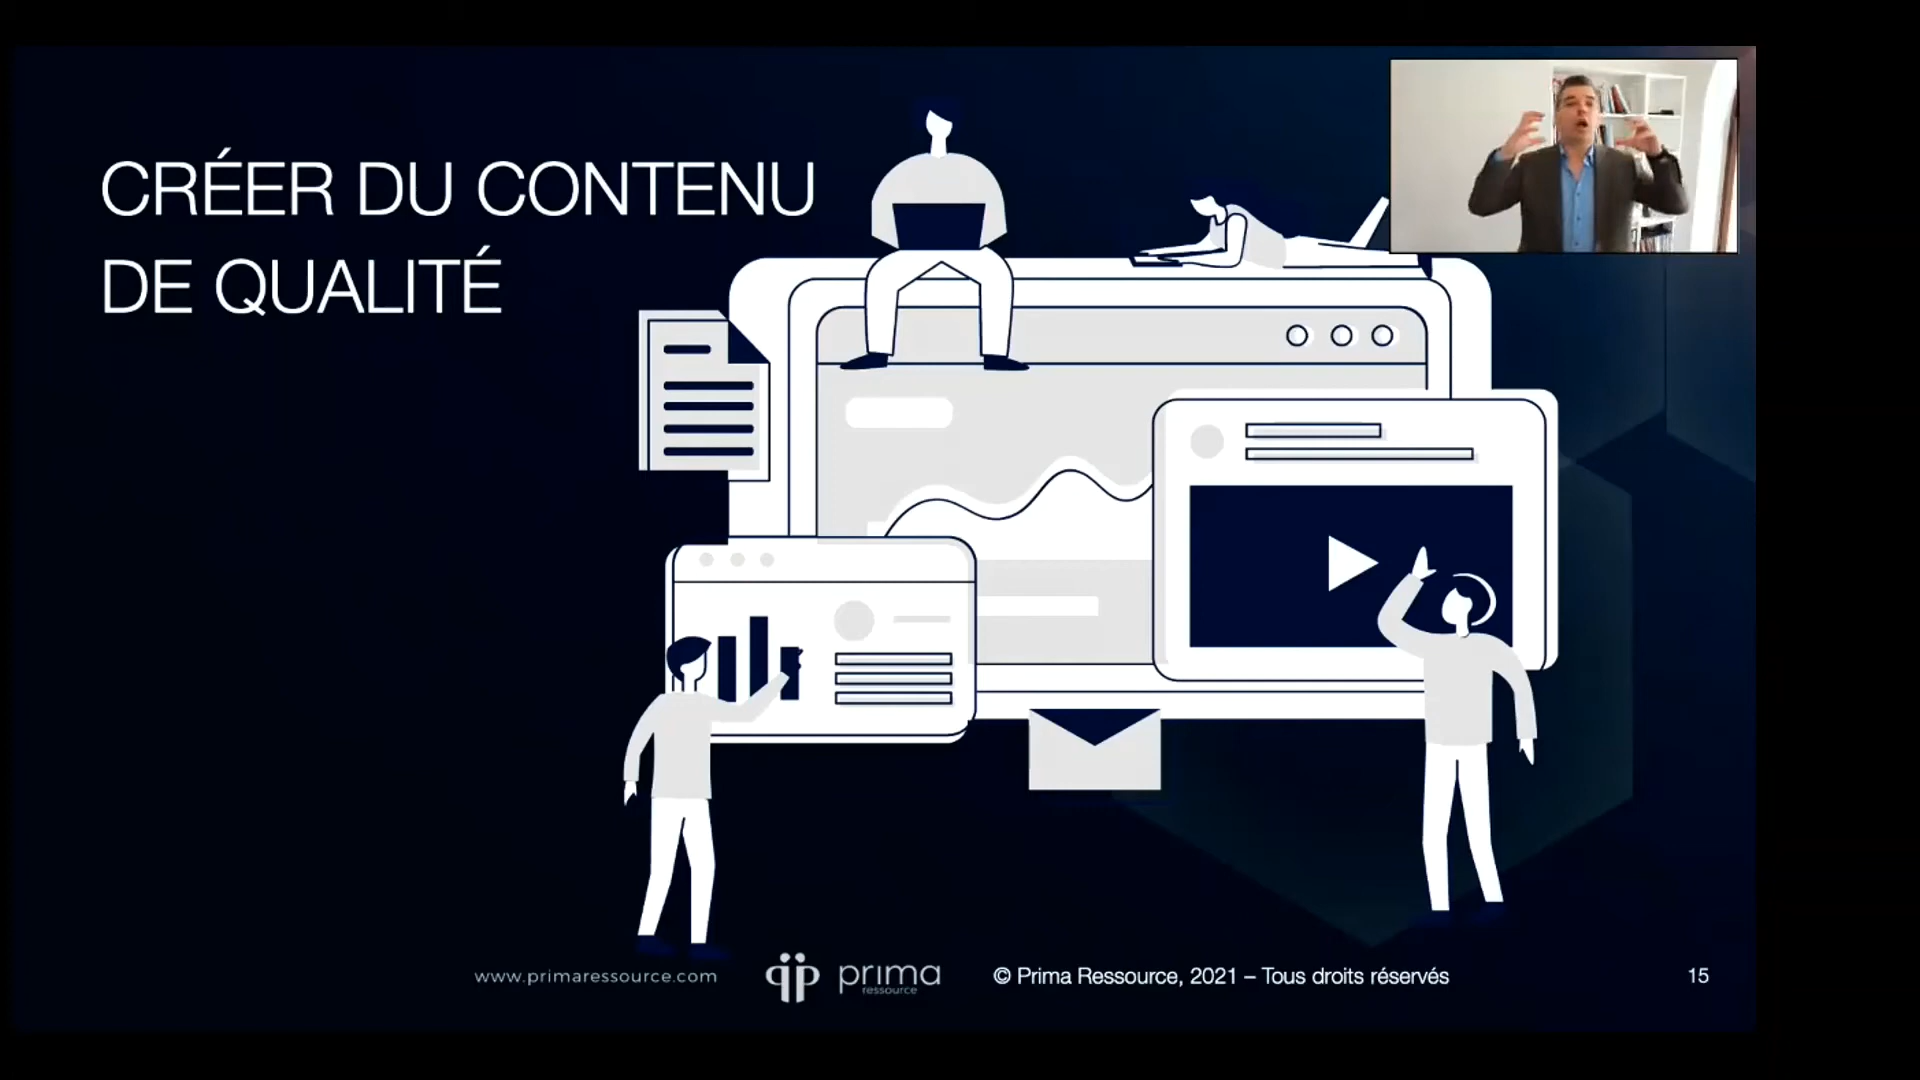 CRÉER DU CONTENU
DE QUALITÉ
www.primaressource.com
prima
ressource
© Prima Ressource, 2021 – Tous droits réservés
15